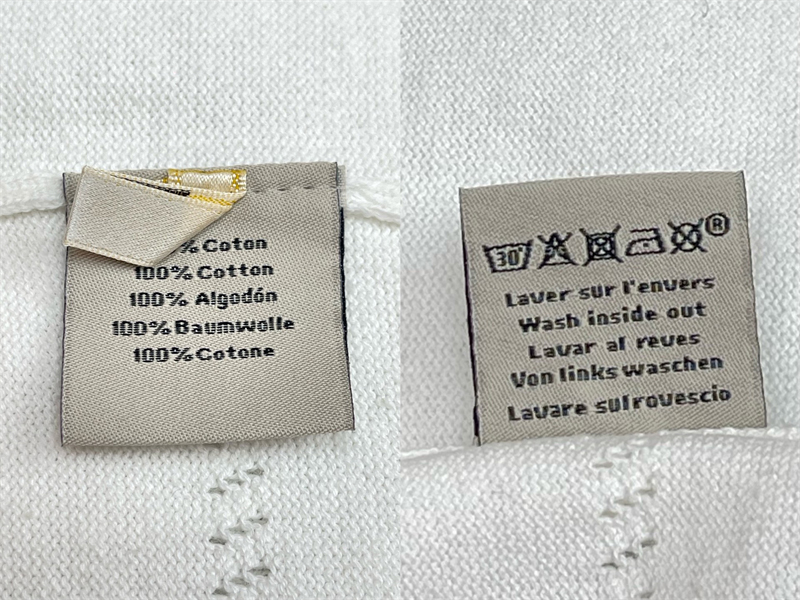 % Coton
100% Cotton
100% Algodón
100% Baumwolle
100% Cotone
30°
®
Laver sur l'envers
Wash inside out
Lavar al reves
Von links waschen
Lavare sul rovescio